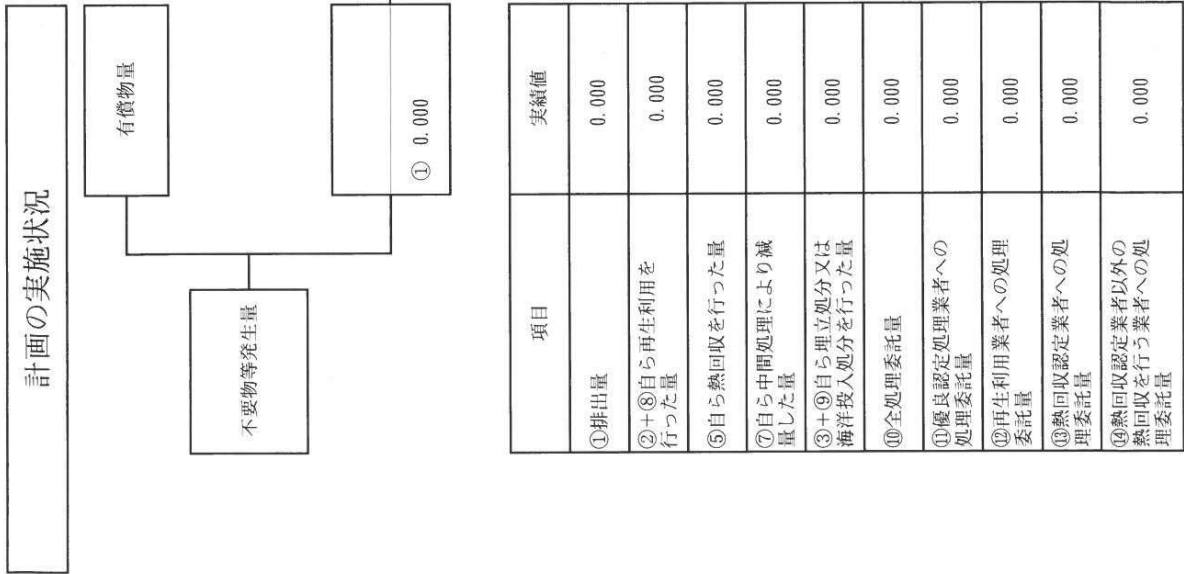 計画の実施状況
有償物量
不要物等発生量
① 0.000
項目
実績値
①排出量
0.000
②+⑧自ら再生利用を
行った量
0.000
⑤自ら熱回収を行った量
0.000
⑦自ら中間処理により減
量した量
0.000
③+⑨自ら埋立処分又は
海洋投入処分を行った量
0.000
⑩全処理委託量
0.000
⑪優良認定処理業者への
処理委託量
0.000
⑫再生利用業者への処理
委託量
0.000
⑬熱回収認定業者への処
理委託量
0.000
⑭熱回収認定業者以外の
熱回収を行う業者への処
理委託量
0.000